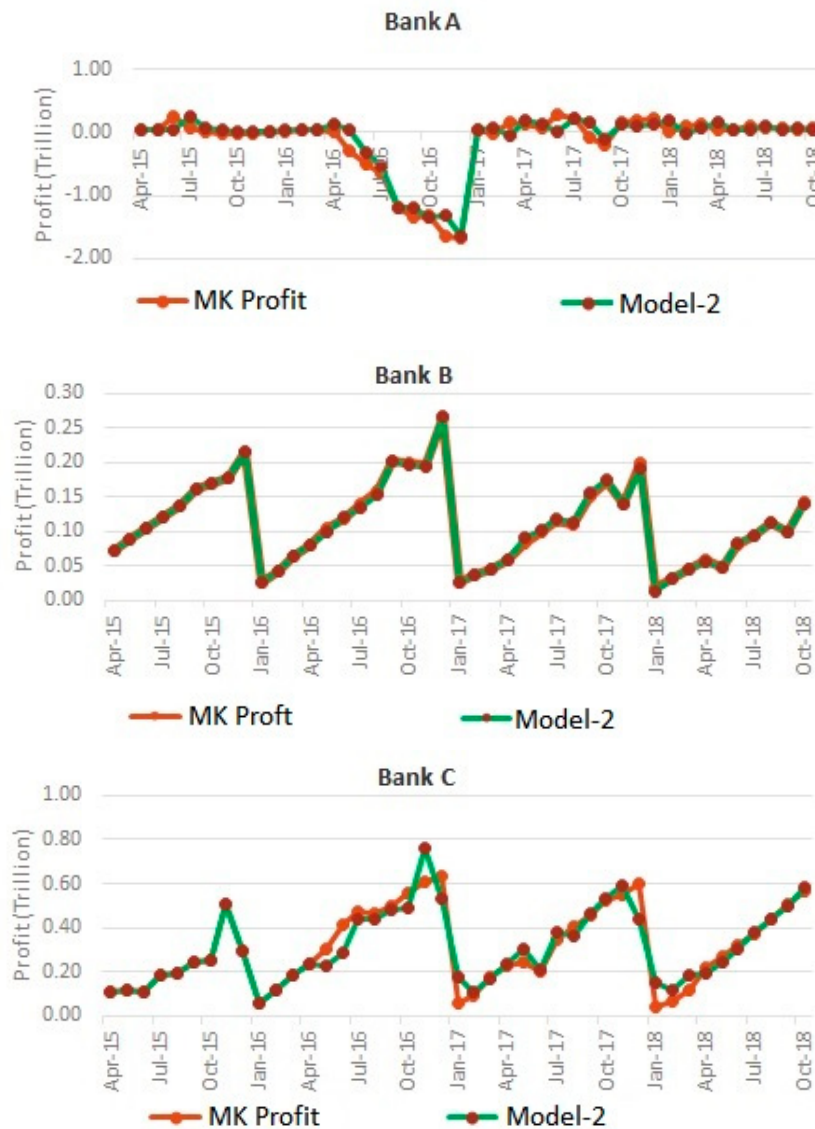 Bank A
Profit (Trillion)
1.00
0.00
-1.00
-2.00
Apr-15
Jul-15
Oct-15
Jan-16
Apr-16
Jul-16
Oct-16
Jan-17
Apr-17
Jul-17
Oct-17
Jan-18
Apr-18
Jul-18
Oct-18
MK Profit
Model-2
Bank B
Profit (Trillion)
0.30
0.25
0.20
0.15
0.10
0.05
0.00
Apr-15
Jul-15
Oct-15
Jan-16
Apr-16
Jul-16
Oct-16
Jan-17
Apr-17
Jul-17
Oct-17
Jan-18
Apr-18
Jul-18
Oct-18
MK Proft
Model-2
Bank C
Profit (Trillion)
1.00
0.80
0.60
0.40
0.20
0.00
Apr-15
Jul-15
Oct-15
Jan-16
Apr-16
Jul-16
Oct-16
Jan-17
Apr-17
Jul-17
Oct-17
Jan-18
Apr-18
Jul-18
Oct-18
MK Profit
Model-2